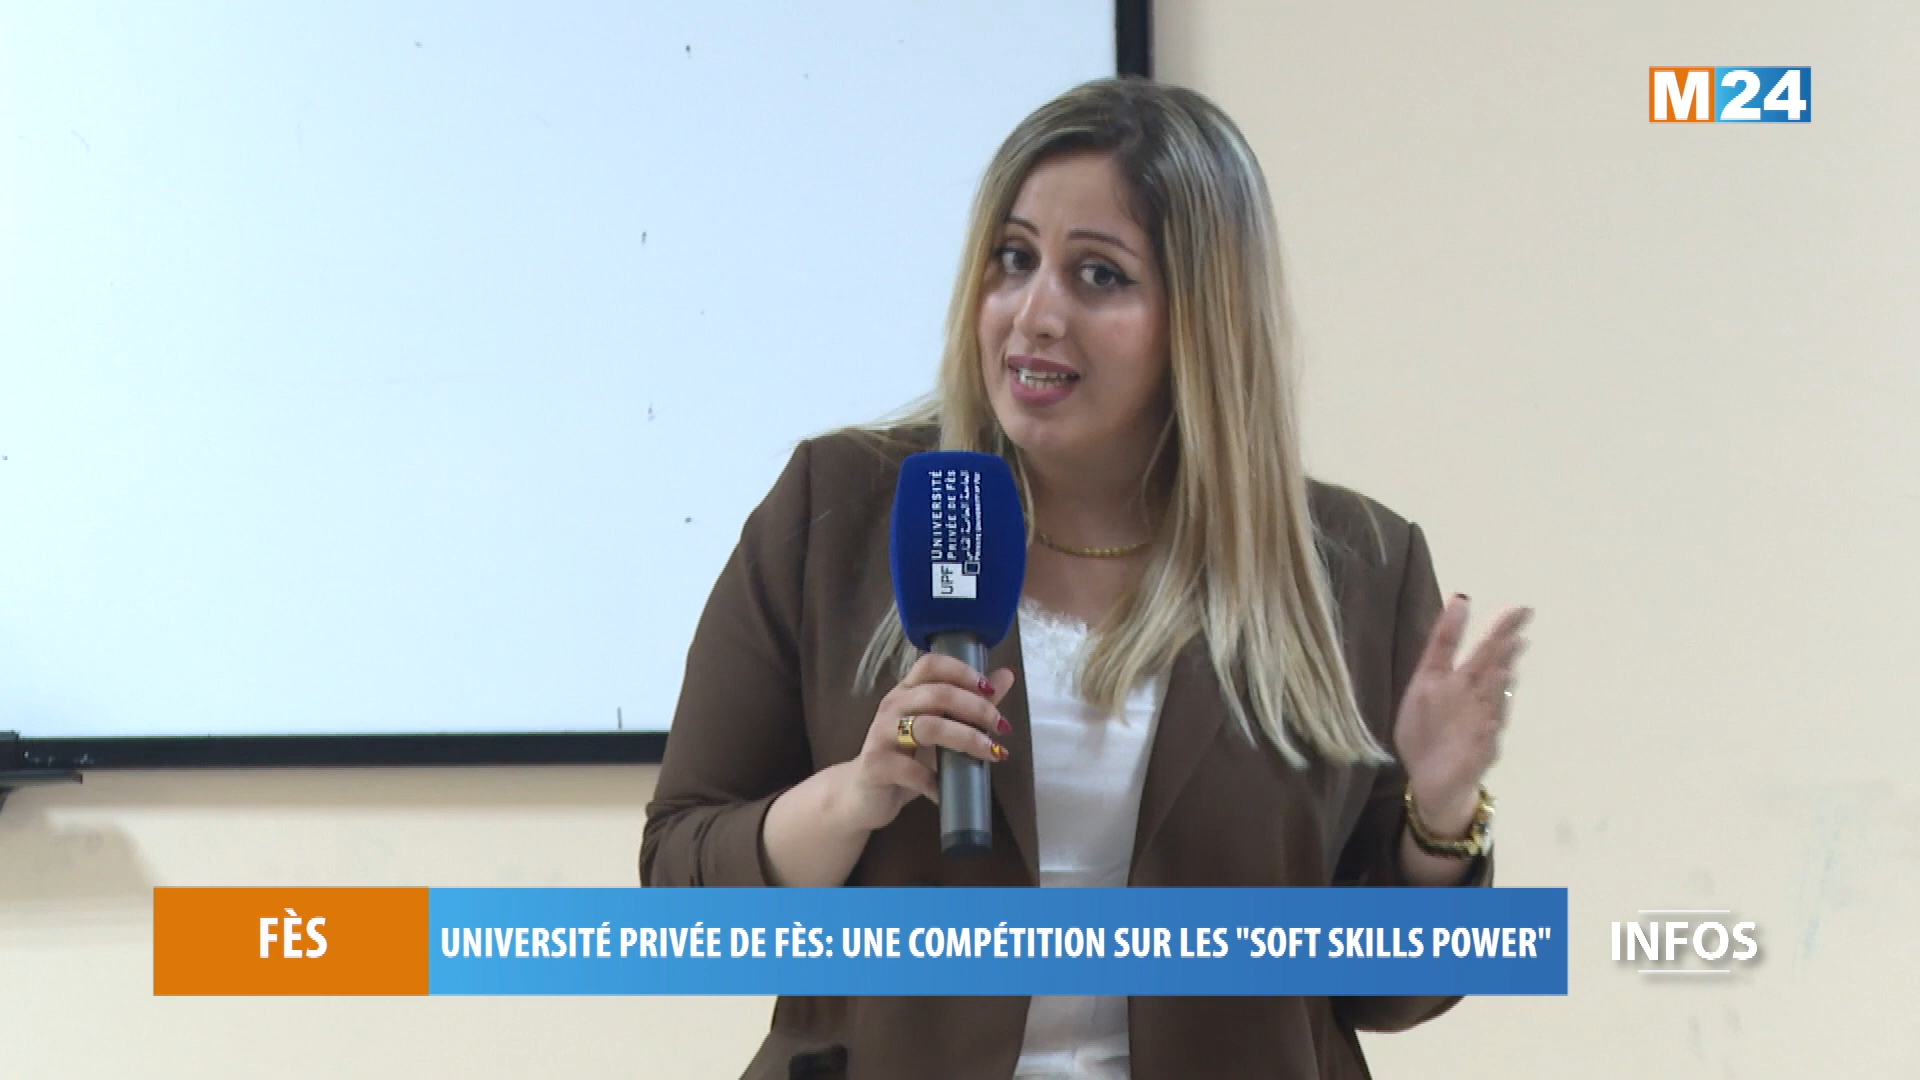 M24
UNIVERSITÉ
PRIVÉE DE FÈS
UPF
FÈS
UNIVERSITÉ PRIVÉE DE FÈS: UNE COMPÉTITION SUR LES "SOFT SKILLS POWER"
INFOS